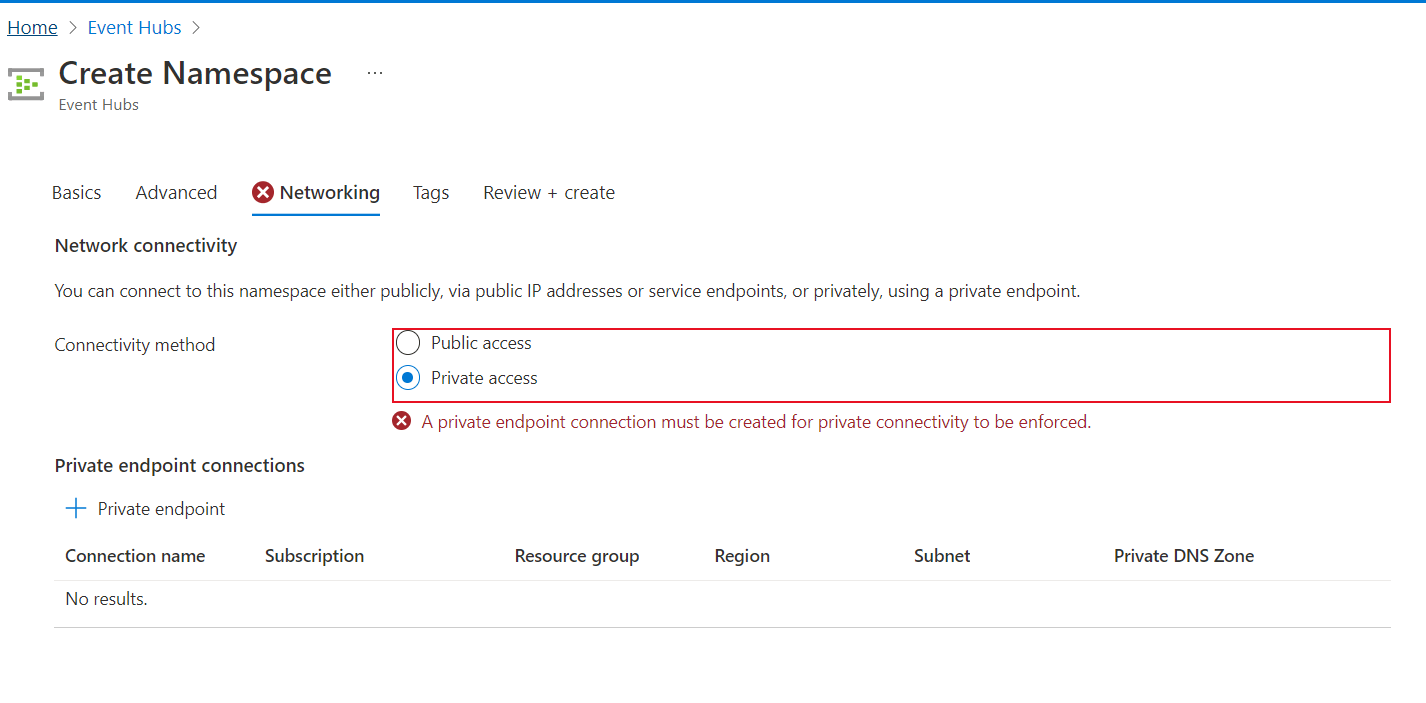 Home > Event Hubs >
Create Namespace ...
Event Hubs
Basics Advanced Networking Tags Review + create
Network connectivity
You can connect to this namespace either publicly, via public IP addresses or service endpoints, or privately, using a private endpoint.
Connectivity method
Public access
Private access
A private endpoint connection must be created for private connectivity to be enforced.
Private endpoint connections
+ Private endpoint
Connection name Subscription Resource group Region Subnet Private DNS Zone
No results.